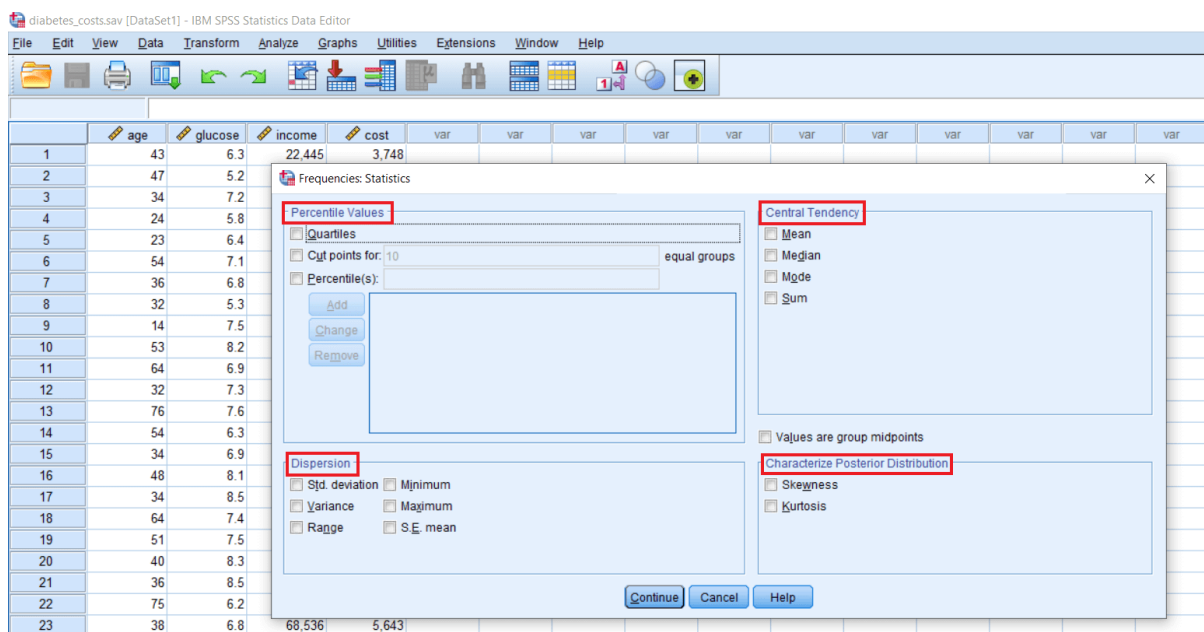 diabetes_costs.sav [DataSet1] - IBM SPSS Statistics Data Editor
File Edit View Data Transform Analyze Graphs Utilities Extensions Window Help
age glucose income cost var var var var var var var var var var var
1 43 6.3 22,445 3,748
2 47 5.2
3 34 7.2
4 24 5.8
5 23 6.4
6 54 7.1
7 36 6.8
8 32 5.3
9 14 7.5
10 53 8.2
11 64 6.9
12 32 7.3
13 76 7.6
14 54 6.3
15 34 6.9
16 48 8.1
17 34 8.5
18 64 7.4
19 51 7.5
20 40 8.3
21 36 8.5
22 75 6.2
23 38 6.8 68,536 5,643
Frequencies: Statistics
Percentile Values
Quartiles
Cut points for: 10 equal groups
Percentile(s):
Add
Change
Remove
Central Tendency
Mean
Median
Mode
Sum
Values are group midpoints
Dispersion
Std. deviation Minimum
Variance Maximum
Range S.E. mean
Characterize Posterior Distribution
Skewness
Kurtosis
Continue Cancel Help